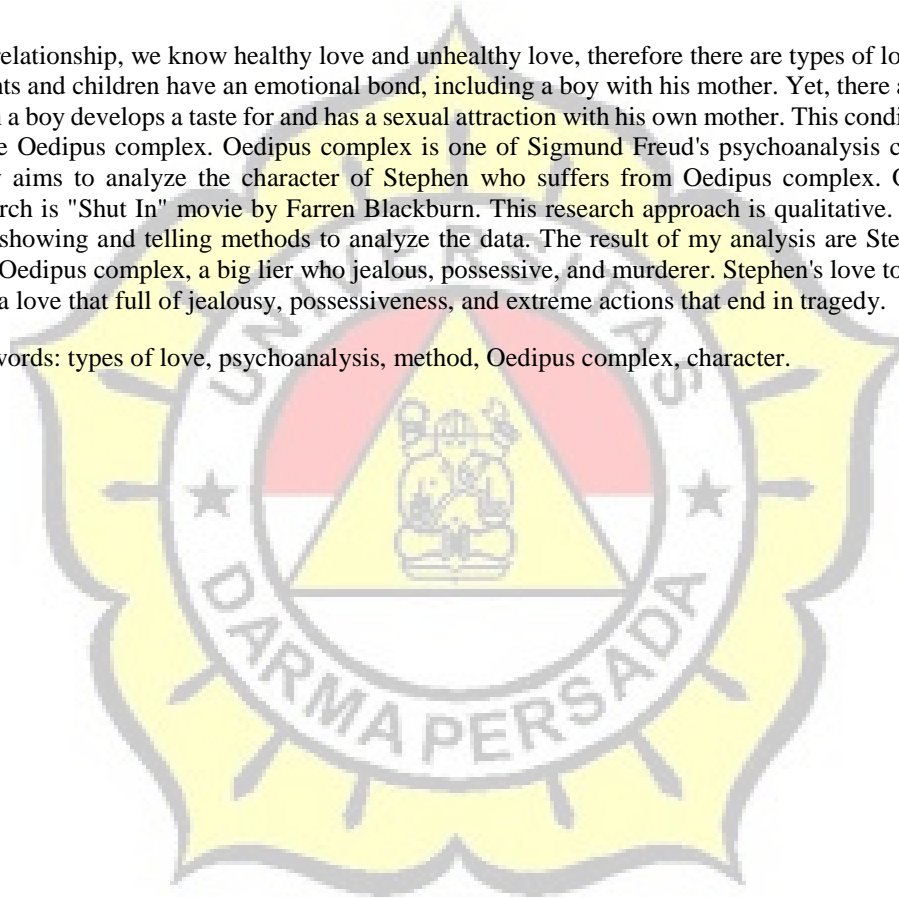 relationship, we know healthy love and unhealthy love, therefore there are types of lo
nts and children have an emotional bond, including a boy with his mother. Yet, there a
a boy develops a taste for and has a sexual attraction with his own mother. This condi
e Oedipus complex. Oedipus complex is one of Sigmund Freud's psychoanalysis c
aims to analyze the character of Stephen who suffers from Oedipus complex. O
rch is "Shut In" movie by Farren Blackburn. This research approach is qualitative.
showing and telling methods to analyze the data. The result of my analysis are Ste
Oedipus complex, a big lier who jealous, possessive, and murderer. Stephen's love to
a love that full of jealousy, possessiveness, and extreme actions that end in tragedy.
words: types of love, psychoanalysis, method, Oedipus complex, character.
UNIVERSITAS
DARMA PERSADA